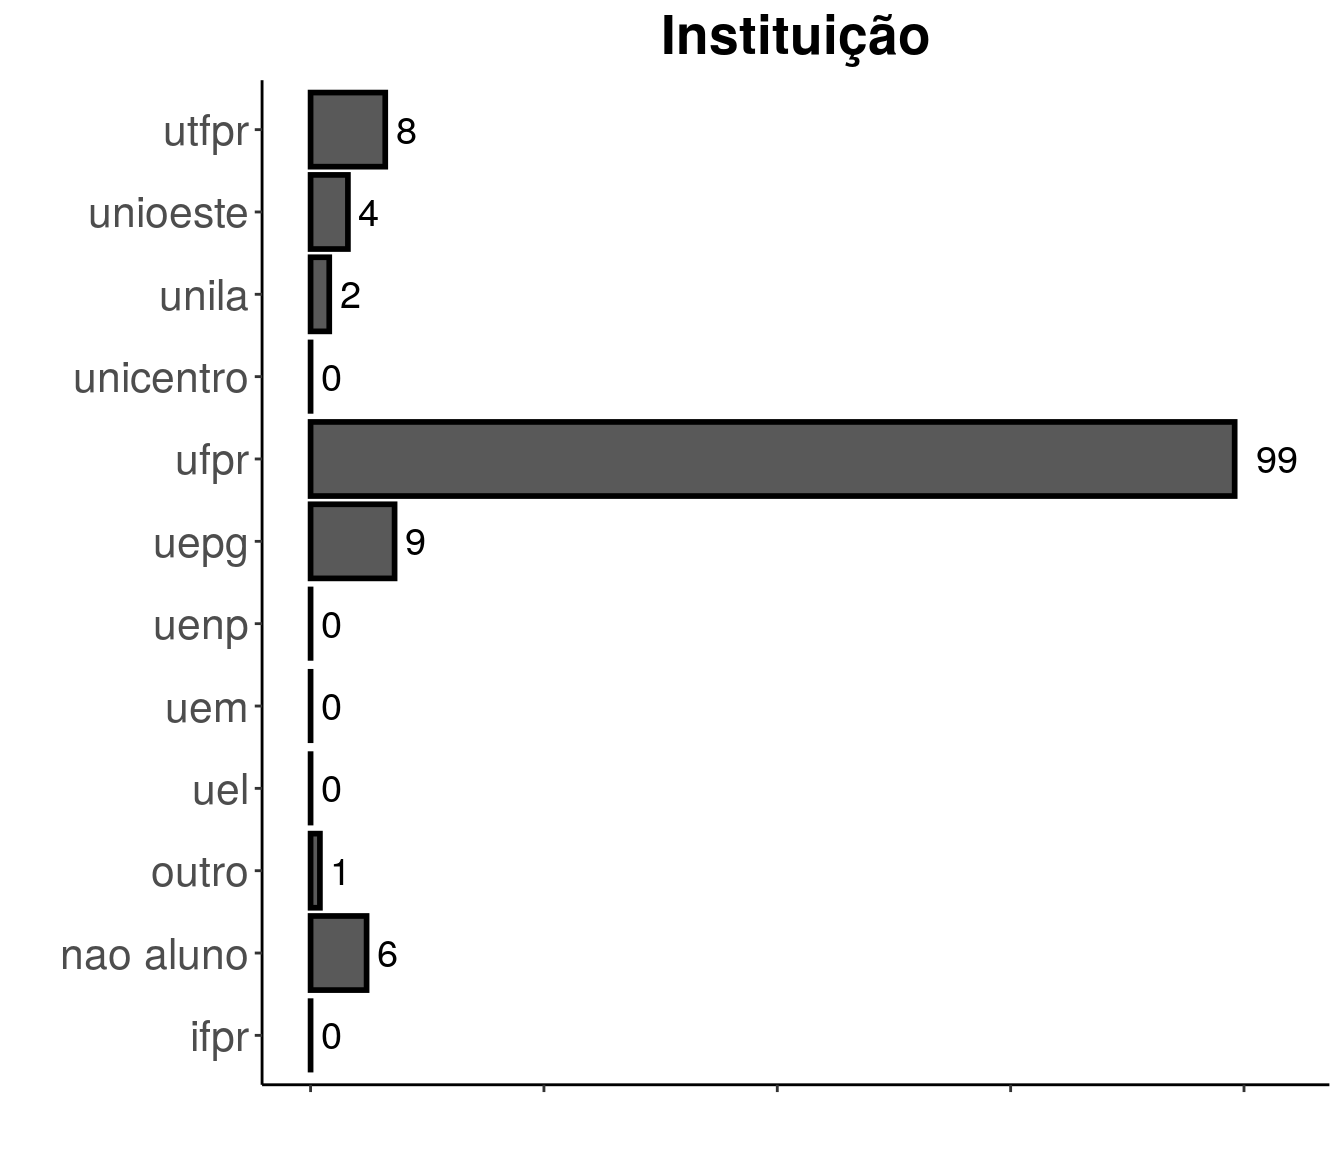 Instituição
utfpr 8
unioeste 4
unila 2
unicentro 0
ufpr 99
uepg 9
uenp 0
uem 0
uel 0
outro 1
nao aluno 6
ifpr 0